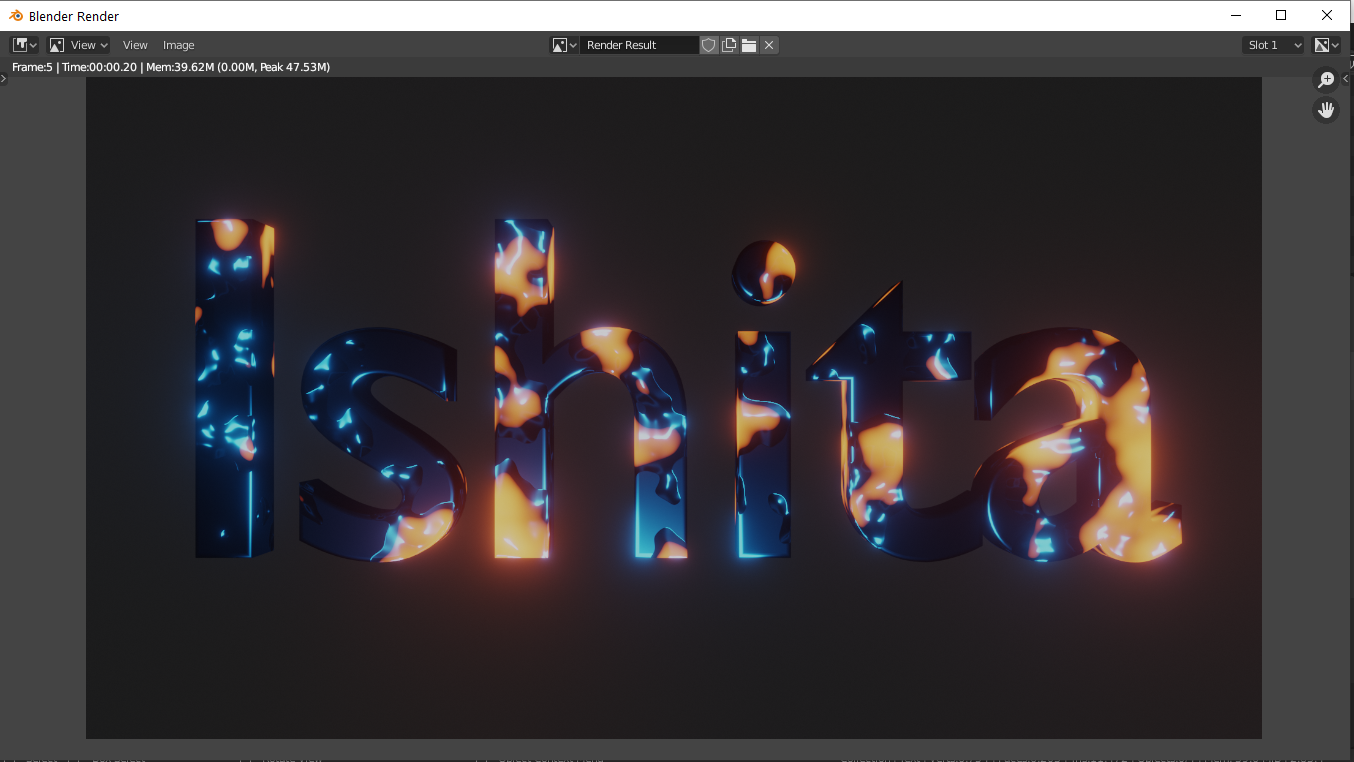 Blender Render
View View Image Render Result Slot 1
Frame:5 | Time:00:00.20 | Mem:39.62M (0.00M, Peak 47.53M)
Ishita